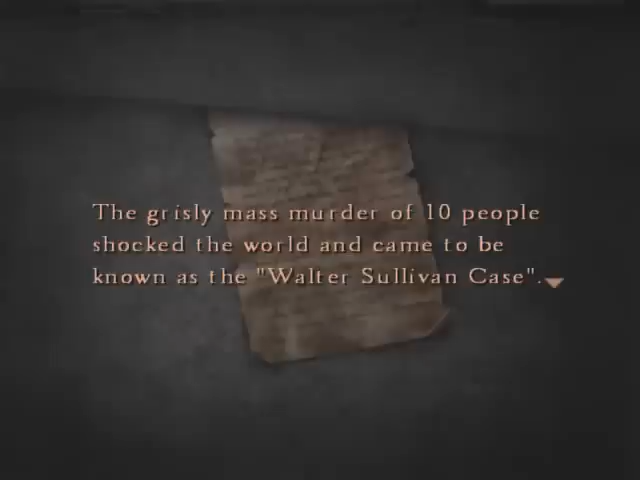 The grisly mass murder of 10 people
shocked the world and came to be
known as the "Walter Sullivan Case".